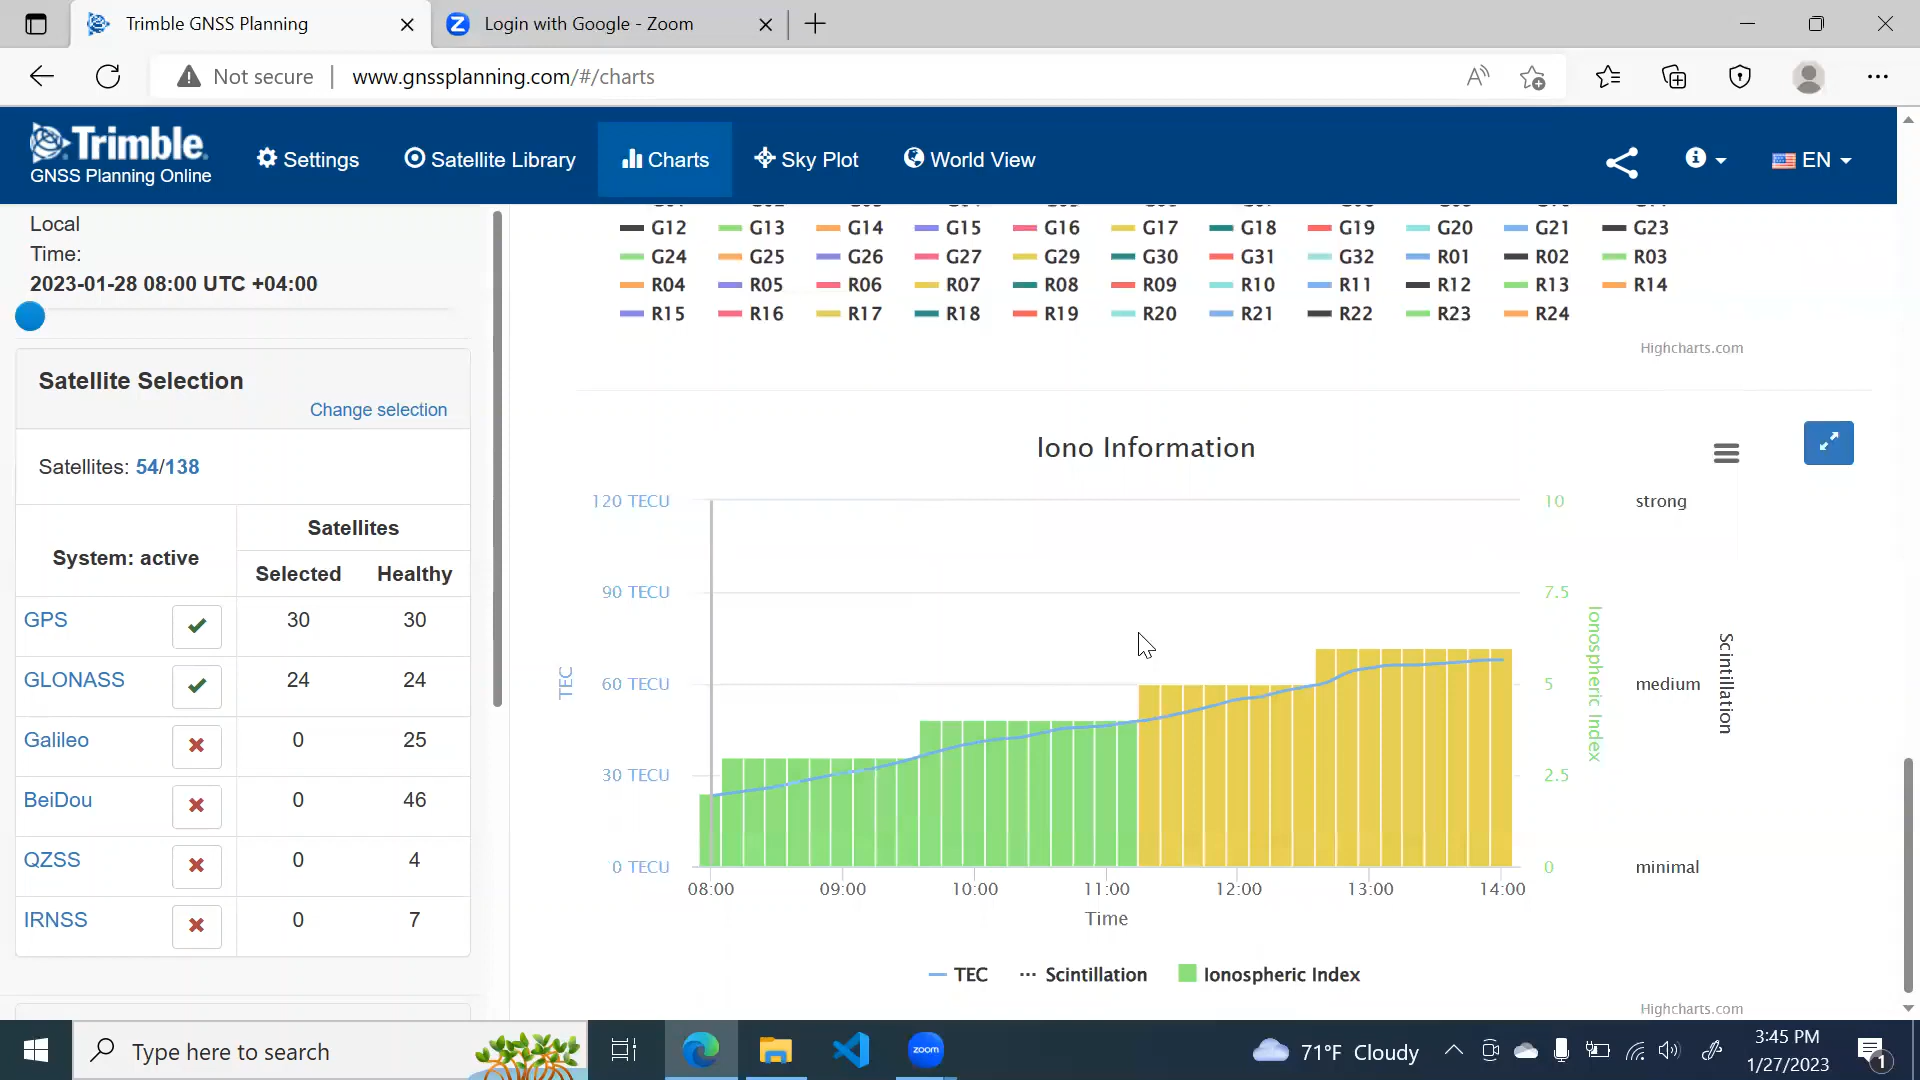 Trimble GNSS Planning
Login with Google - Zoom
Not secure
www.gnssplanning.com/#/charts
Trimble.
GNSS Planning Online
Settings
Satellite Library
Charts
Sky Plot
World View
EN
Local
Time:
2023-01-28 08:00 UTC +04:00
Satellite Selection
Change selection
Satellites: 54/138
System: active
Satellites
Selected Healthy
GPS 30 30
GLONASS 24 24
Galileo 0 25
BeiDou 0 46
QZSS 0 4
IRNSS 0 7
G12 G13 G14 G15 G16 G17 G18 G19 G20 G21 G23
G24 G25 G26 G27 G29 G30 G31 G32 R01 R02 R03
R04 R05 R06 R07 R08 R09 R10 R11 R12 R13 R14
R15 R16 R17 R18 R19 R20 R21 R22 R23 R24
Highcharts.com
Iono Information
120 TECU
90 TECU
60 TECU
30 TECU
0 TECU
TEC
10
7.5
5
2.5
0
Ionospheric Index
strong
medium
minimal
Scintillation
08:00 09:00 10:00 11:00 12:00 13:00 14:00
Time
TEC Scintillation Ionospheric Index
Highcharts.com
Type here to search
zoom
71°F Cloudy
3:45 PM
1/27/2023
1